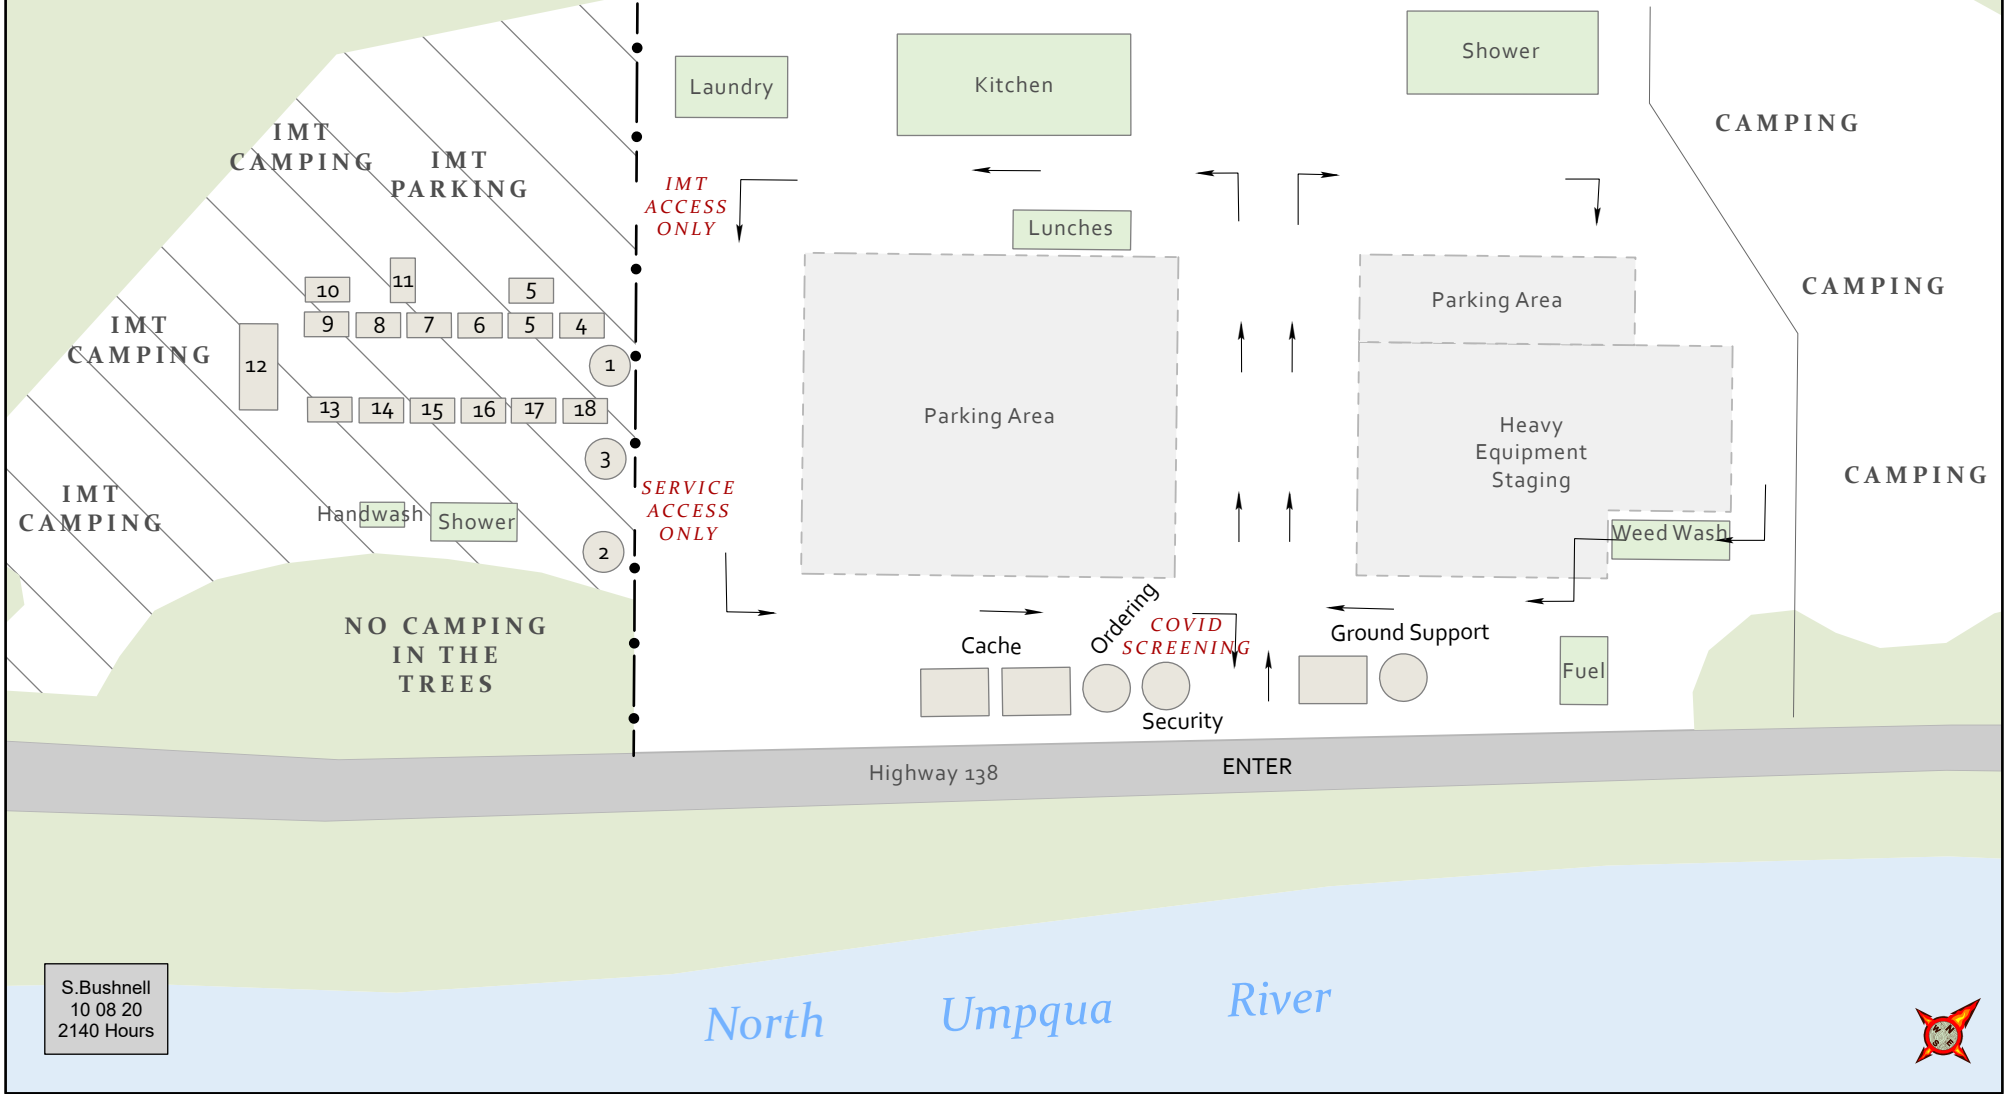 Laundry
Kitchen
Shower
CAMPING
IMT
CAMPING
IMT
PARKING
IMT
ACCESS
ONLY
Lunches
CAMPING
10
11
5
Parking Area
9
8
7
6
5
4
IMT
CAMPING
12
1
13
14
15
16
17
18
Parking Area
Heavy
Equipment
Staging
3
CAMPING
IMT
CAMPING
Handwash
Shower
SERVICE
ACCESS
ONLY
Weed Wash
2
NO CAMPING
IN THE
TREES
Cache
Ordering
COVID
SCREENING
Ground Support
Fuel
Security
Highway 138
ENTER
North Umpqua River
S.Bushnell
10 08 20
2140 Hours
N
W
E
S